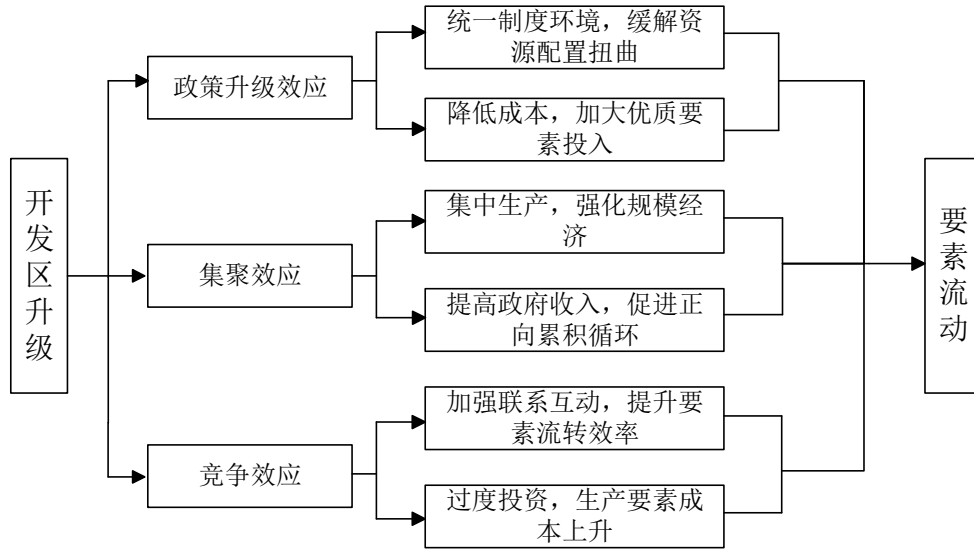 开发区升级
政策升级效应
统一制度环境，缓解资
源配置扭曲
降低成本，加大优质要
素投入
集聚效应
集中生产，强化规模经
济
提高政府收入，促进正
向累积循环
竞争效应
加强联系互动，提升要
素流转效率
过度投资，生产要素成
本上升
要素流动